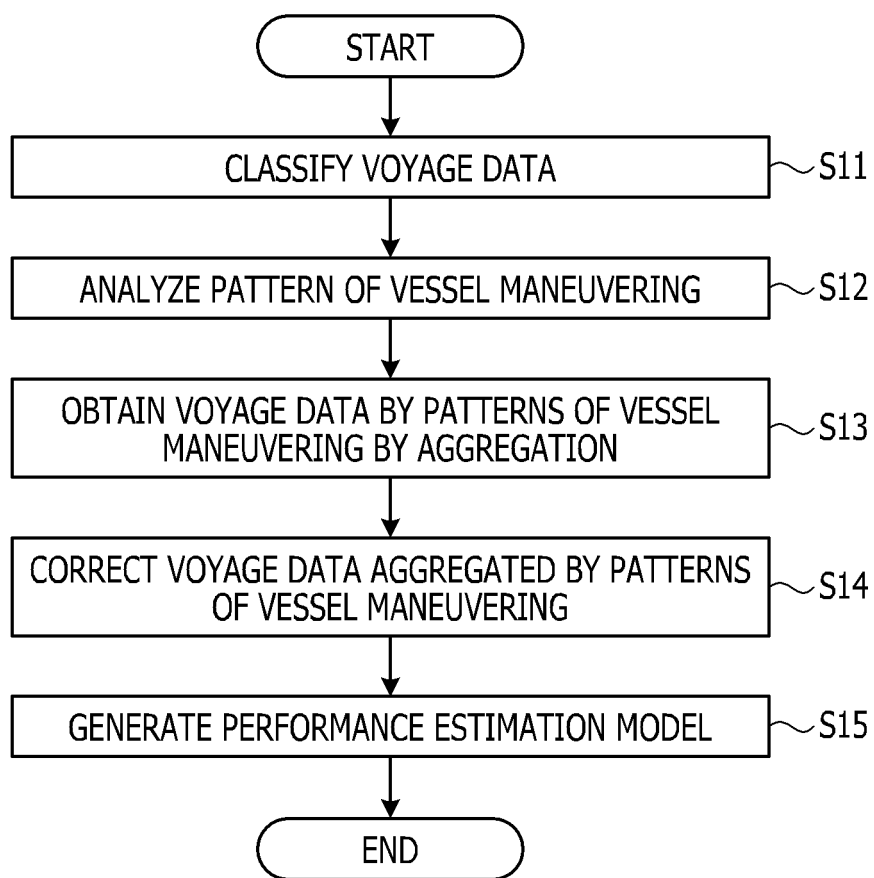 START
CLASSIFY VOYAGE DATA
S11
ANALYZE PATTERN OF VESSEL MANEUVERING
S12
OBTAIN VOYAGE DATA BY PATTERNS OF VESSEL
MANEUVERING BY AGGREGATION
S13
CORRECT VOYAGE DATA AGGREGATED BY PATTERNS
OF VESSEL MANEUVERING
S14
GENERATE PERFORMANCE ESTIMATION MODEL
S15
END